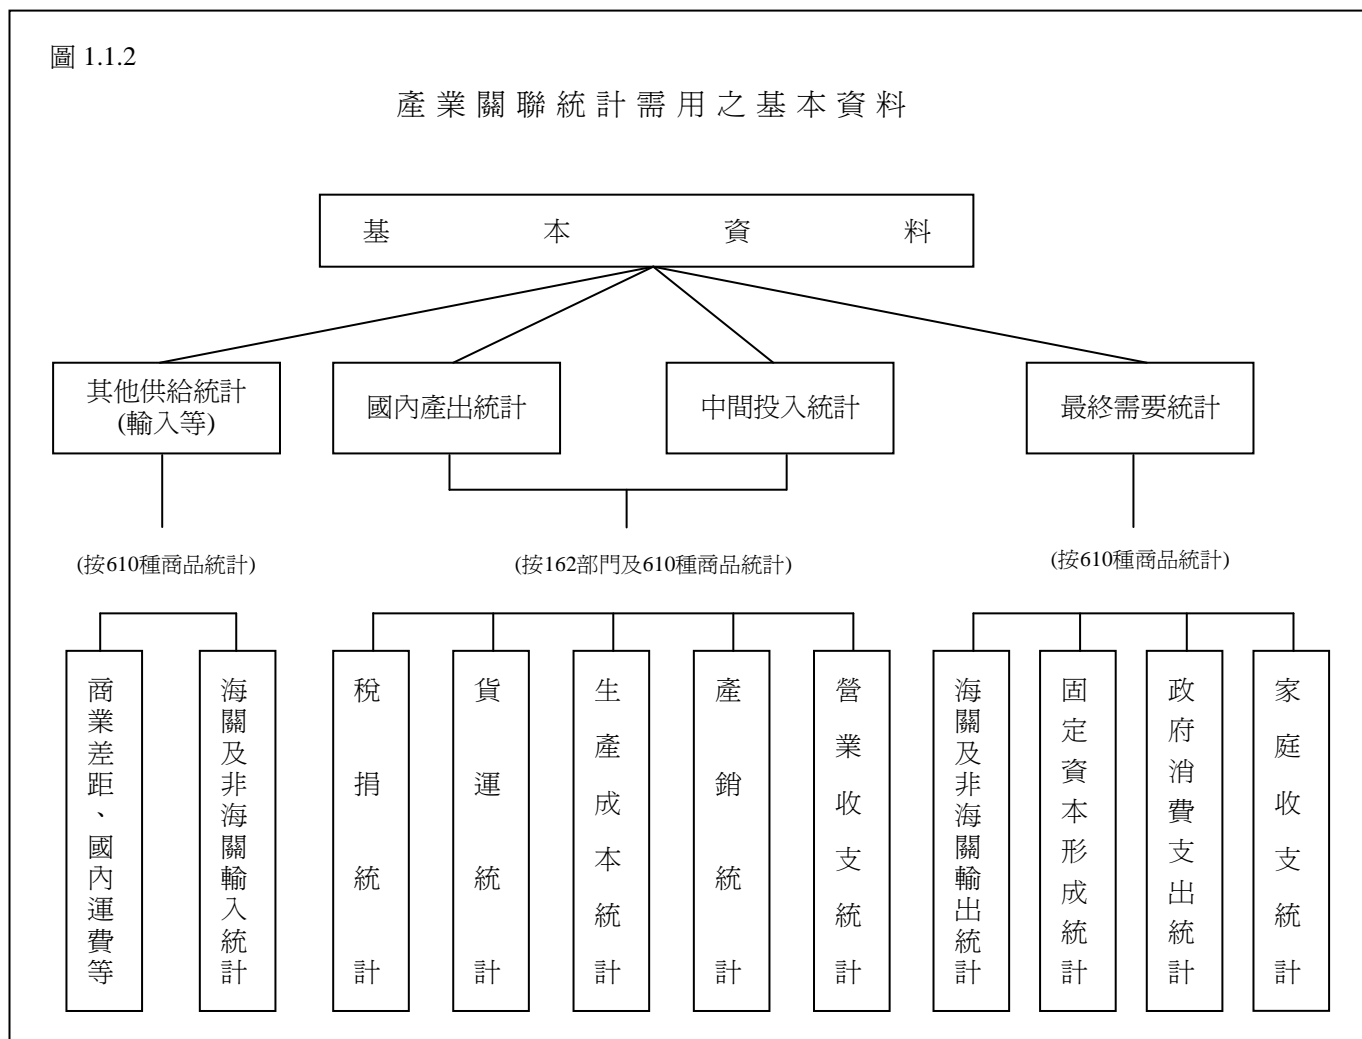 圖 1.1.2
產業關聯統計需用之基本資料
基本資料
其他供給統計
(輸入等)
國內產出統計
中間投入統計
最終需要統計
(按610種商品統計)
(按162部門及610種商品統計)
(按610種商品統計)
商業差距、國內運費等
海關及非海關輸入統計
稅捐統計
貨運統計
生產成本統計
產銷統計
營業收支統計
海關及非海關輸出統計
固定資本形成統計
政府消費支出統計
家庭收支統計